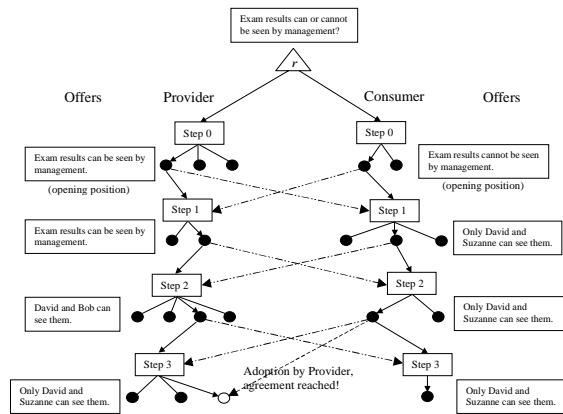 Exam results can or cannot
be seen by management?
r
Offers
Provider
Consumer
Offers
Step 0
Step 0
Exam results can be seen by
management.
(opening position)
Exam results cannot be seen
by management.
(opening position)
Step 1
Step 1
Exam results can be seen by
management.
Only David and
Suzanne can see them.
Step 2
Step 2
David and Bob can
see them.
Only David and
Suzanne can see them.
Step 3
Step 3
Adoption by Provider,
agreement reached!
Only David and
Suzanne can see them.
Only David and
Suzanne can see them.